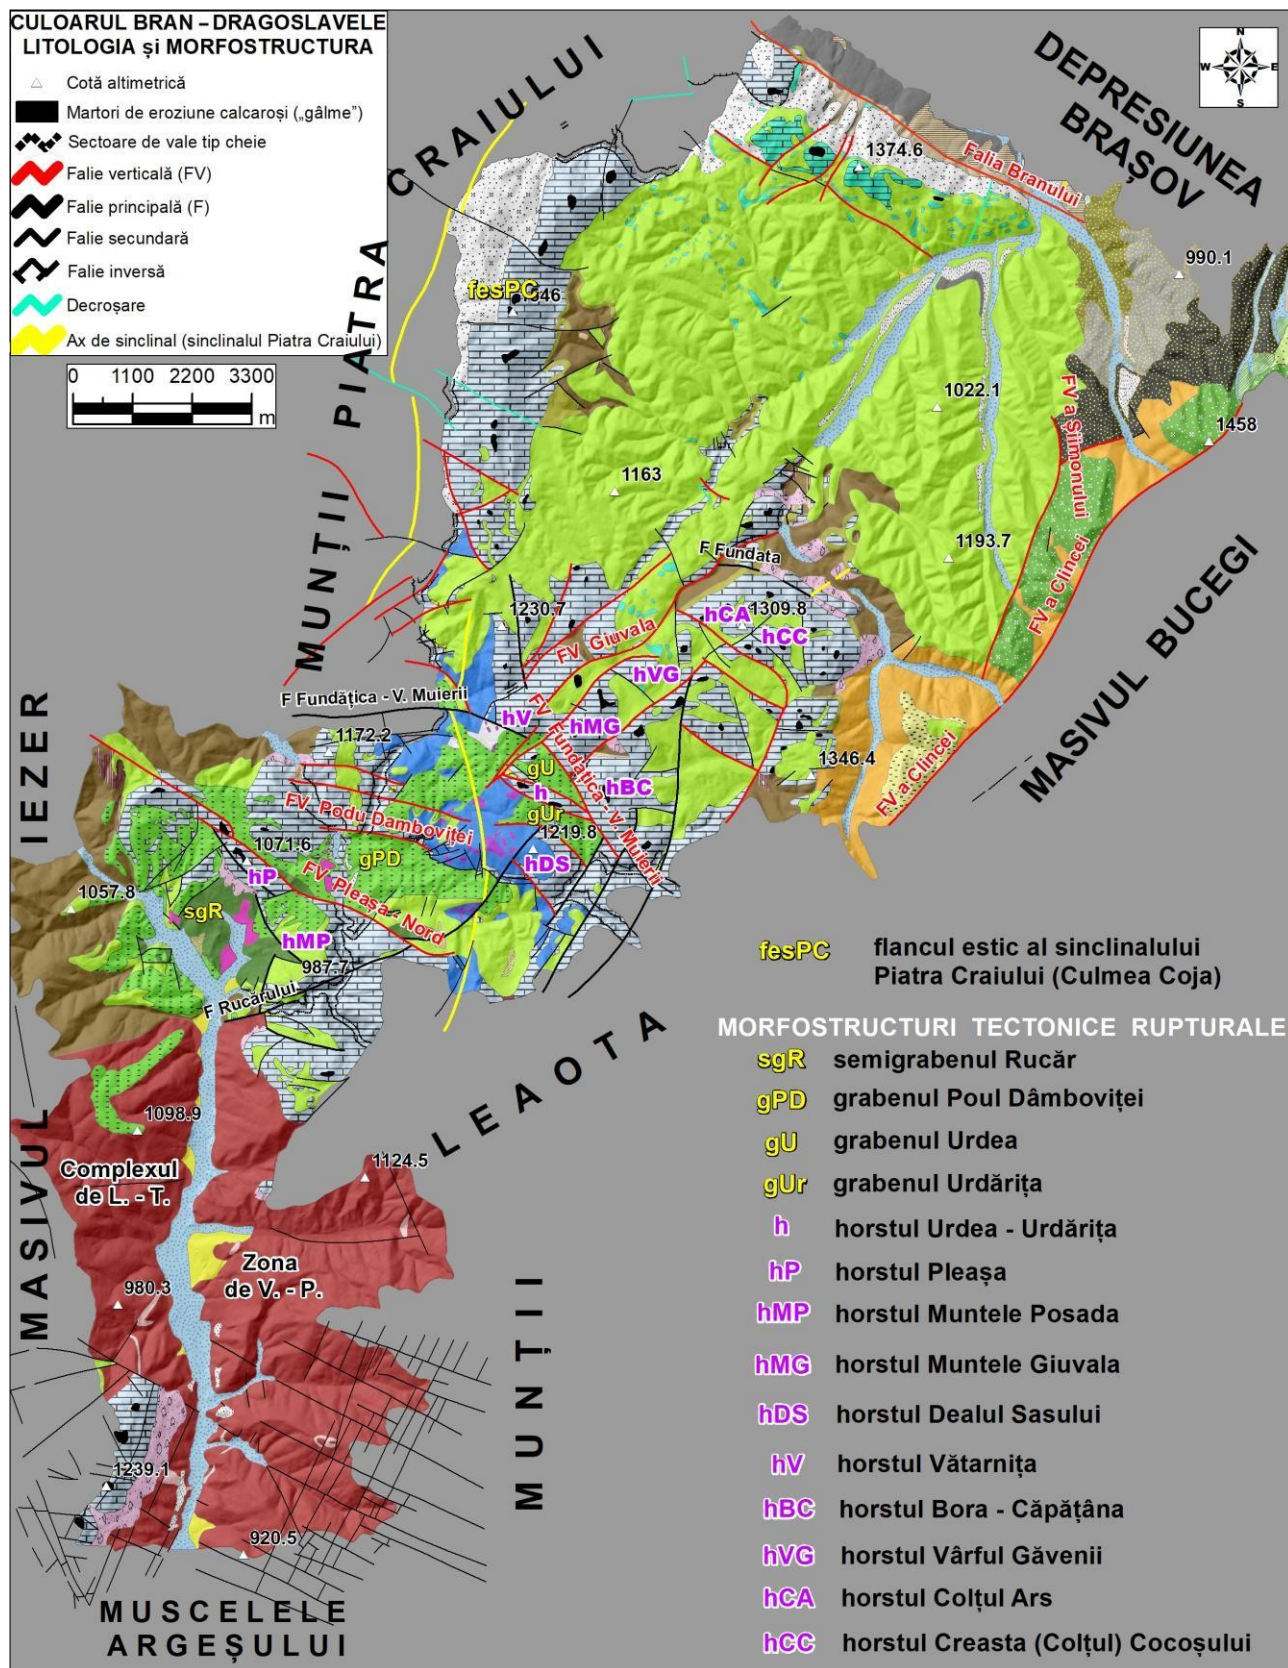 CULOARUL BRAN – DRAGOSLAVELE
LITOLOGIA și MORFOSTRUCTURA
Cotă altimetrică
Martori de eroziune calcaroși („gâlme”)
Sectoare de vale tip cheie
Falie verticală (FV)
Falie principală (F)
Falie secundară
Falie inversă
Decroșare
Ax de sinclinal (sinclinalul Piatra Craiului)
0 1100 2200 3300
m
N
W E
S
DEPRESIUNEA
BRAȘOV
MUNȚII PIATRA CRAIULUI
Falia Branului
1374.6
990.1
fesPC
646
1022.1
FV a Șiimonului
1458
1163
1193.7
F Fundata
FV a Clincei
MASIVUL BUCEGI
1230.7
hCA
1309.8
hCC
FV Giuvala
hVG
F Fundățica - V. Muierii
hV
hMG
FV Fundățica - V. Muierii
1172.2
gU
hBC
1346.4
FV a Clincei
h
gUr
FV Podu Damboviței
1219.8
1071.6
gPD
hDS
hP
FV Pleașa - Nord
1057.8
sgR
hMP
987.7
F Rucărului
MASIVUL IEZER
MUNȚII LEAOTA
1098.9
Complexul
de L. - T.
1124.5
Zona
de V. - P.
980.3
1239.1
920.5
MUSCELELE
ARGEȘULUI
fesPC flancul estic al sinclinalului
Piatra Craiului (Culmea Coja)
MORFOSTRUCTURI TECTONICE RUPTURALE
sgR semigrabenul Rucăr
gPD grabenul Poul Dâmboviței
gU grabenul Urdea
gUr grabenul Urdărița
h horstul Urdea - Urdărița
hP horstul Pleașa
hMP horstul Muntele Posada
hMG horstul Muntele Giuvala
hDS horstul Dealul Sasului
hV horstul Vătarnița
hBC horstul Bora - Căpățâna
hVG horstul Vârful Găvenii
hCA horstul Colțul Ars
hCC horstul Creasta (Colțul) Cocoșului